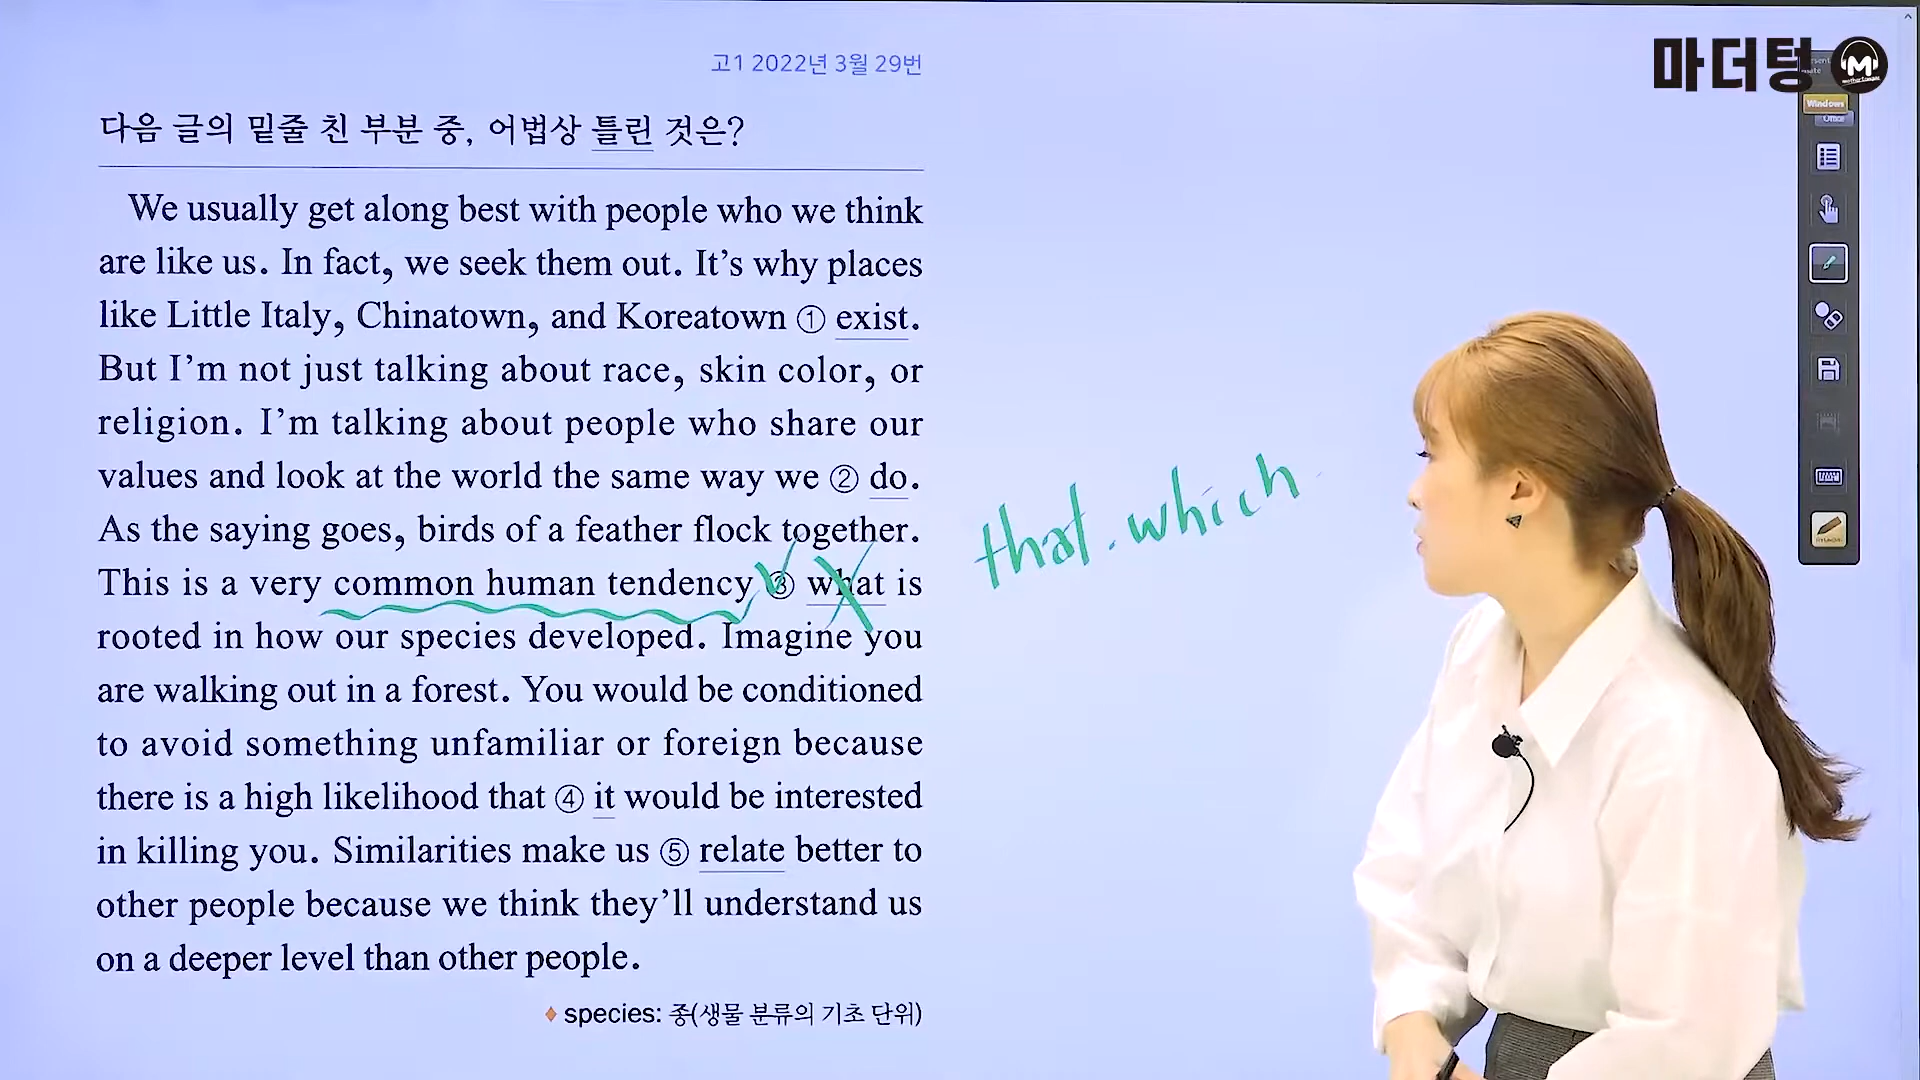 마더텅
고1 2022년 3월 29번
Windows
다음 글의 밑줄 친 부분 중, 어법상 틀린 것은?
We usually get along best with people who we think
are like us. In fact, we seek them out. It's why places
like Little Italy, Chinatown, and Koreatown ① exist.
But I'm not just talking about race, skin color, or
religion. I'm talking about people who share our
values and look at the world the same way we ② do.
As the saying goes, birds of a feather flock together.
This is a very common human tendency ③ what is
rooted in how our species developed. Imagine you
are walking out in a forest. You would be conditioned
to avoid something unfamiliar or foreign because
there is a high likelihood that ④ it would be interested
in killing you. Similarities make us ⑤ relate better to
other people because we think they'll understand us
on a deeper level than other people.
♦ species: 종(생물 분류의 기초 단위)
that. which